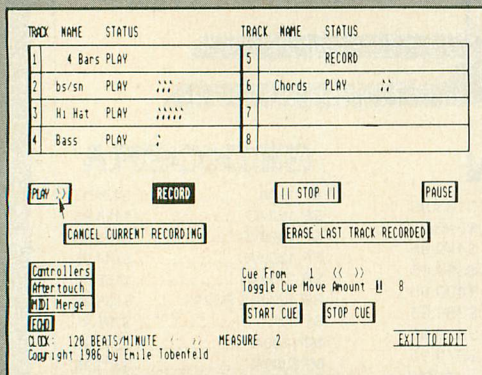 TRACK NAME STATUS TRACK NAME STATUS
1 4 Bars PLAY 5 RECORD
2 bs/sn PLAY 6 Chords PLAY
3 Hi Hat PLAY 7
4 Bass PLAY 8
PLAY >> RECORD || STOP || PAUSE
CANCEL CURRENT RECORDING ERASE LAST TRACK RECORDED
Controllers
Aftertouch
MIDI Merge
ECHO
Cue From 1 << >>
Toggle Cue Move Amount 8
START CUE STOP CUE
CLOCK: 120 BEATS/MINUTE < > MEASURE 2 EXIT TO EDIT
Copyright 1986 by Emile Tobenfeld